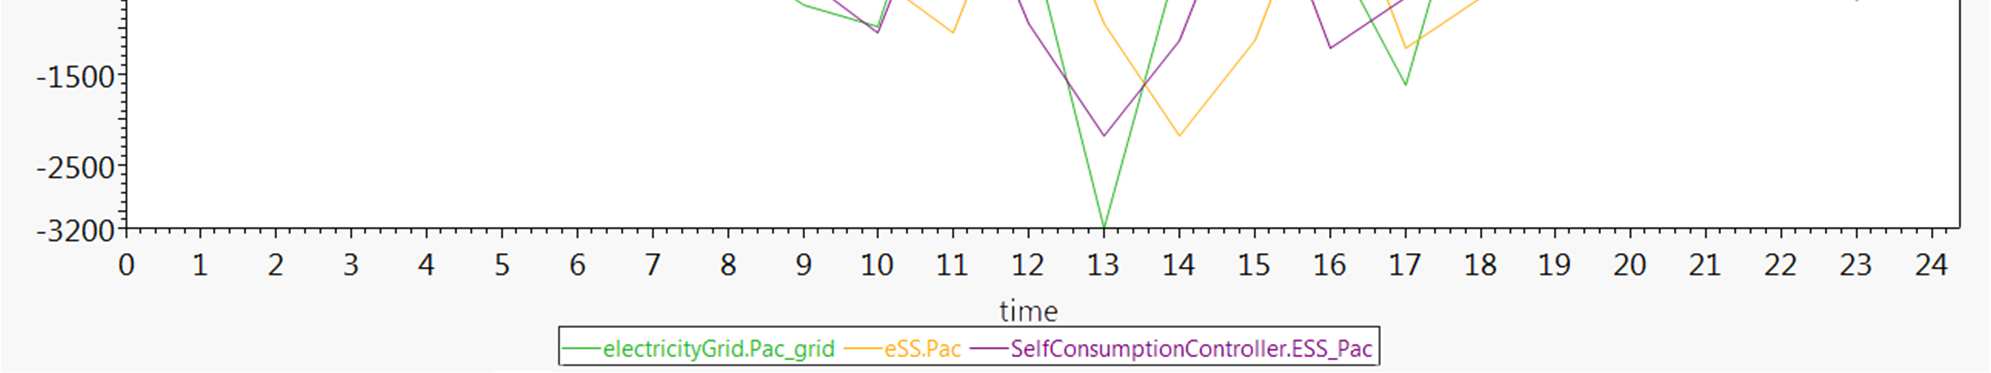 -1500
-2500
-3200
0 1 2 3 4 5 6 7 8 9 10 11 12 13 14 15 16 17 18 19 20 21 22 23 24
time
electricityGrid.Pac_grid eSS.Pac SelfConsumptionController.ESS_Pac